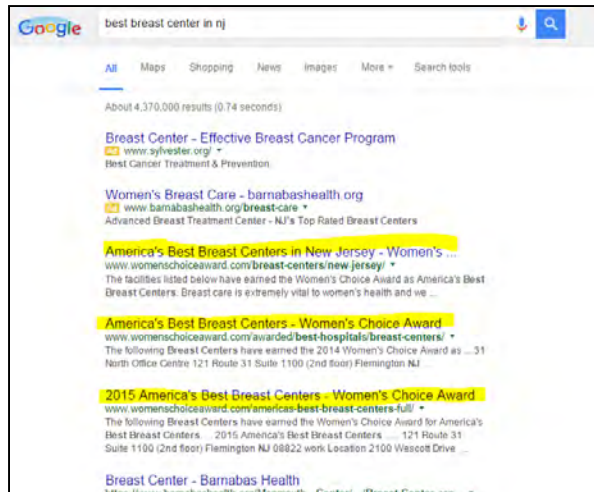 Google best breast center in nj
All Maps Shopping News Images More Search tools
About 4,370,000 results (0.74 seconds)
Breast Center - Effective Breast Cancer Program
Ad www.sylvester.org/
Best Cancer Treatment & Prevention.
Women's Breast Care - barnabashealth.org
Ad www.barnabashealth.org/breast-care
Advanced Breast Treatment Center - NJ's Top Rated Breast Centers
America's Best Breast Centers in New Jersey - Women's ...
www.womenschoiceaward.com/breast-centers/new-jersey/
The facilities listed below have earned the Women's Choice Award as America's Best
Breast Centers. Breast care is extremely vital to women's health and we ...
America's Best Breast Centers - Women's Choice Award
www.womenschoiceaward.com/awarded/best-hospitals/breast-centers/
The following Breast Centers have earned the 2014 Women's Choice Award as ... 31
North Office Centre 121 Route 31 Suite 1100 (2nd floor) Flemington NJ ...
2015 America's Best Breast Centers - Women's Choice Award
www.womenschoiceaward.com/americas-best-breast-centers-full/
The following Breast Centers have earned the Women's Choice Award for America's
Best Breast Centers. ... 2015 America's Best Breast Centers ..... 121 Route 31
Suite 1100 (2nd floor) Flemington NJ 08822 work Location 2100 Wescott Drive ...
Breast Center - Barnabas Health